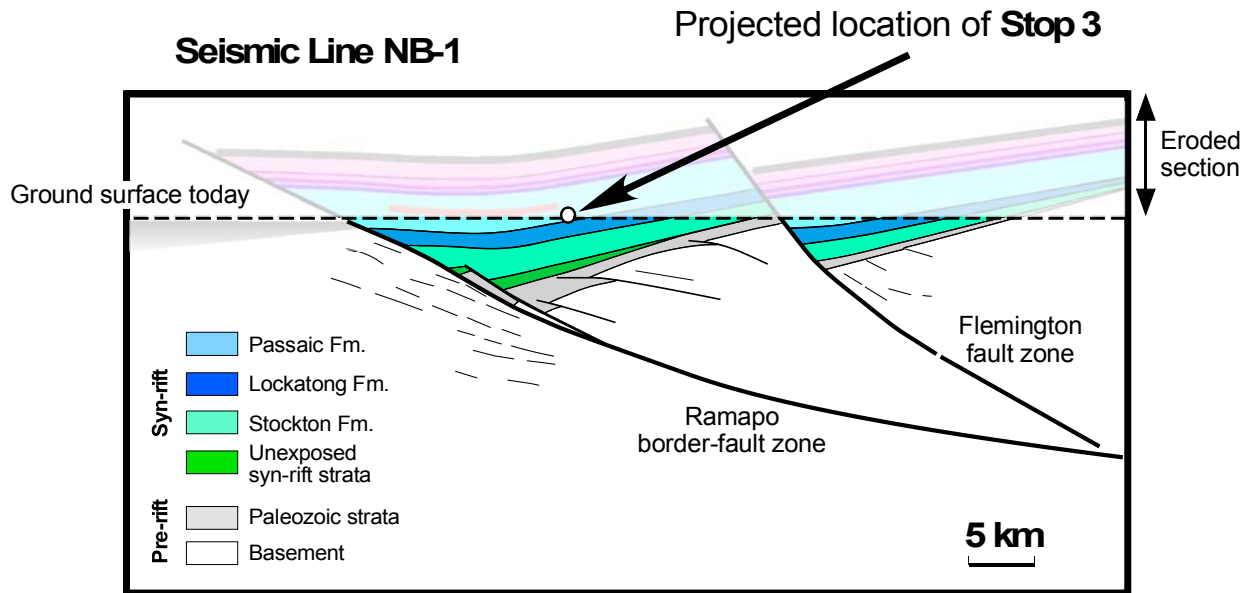 Projected location of Stop 3
Seismic Line NB-1
Eroded
section
Ground surface today
Flemington
fault zone
Ramapo
border-fault zone
Syn-rift
Passaic Fm.
Lockatong Fm.
Stockton Fm.
Unexposed
syn-rift strata
Pre-rift
Paleozoic strata
Basement
5 km